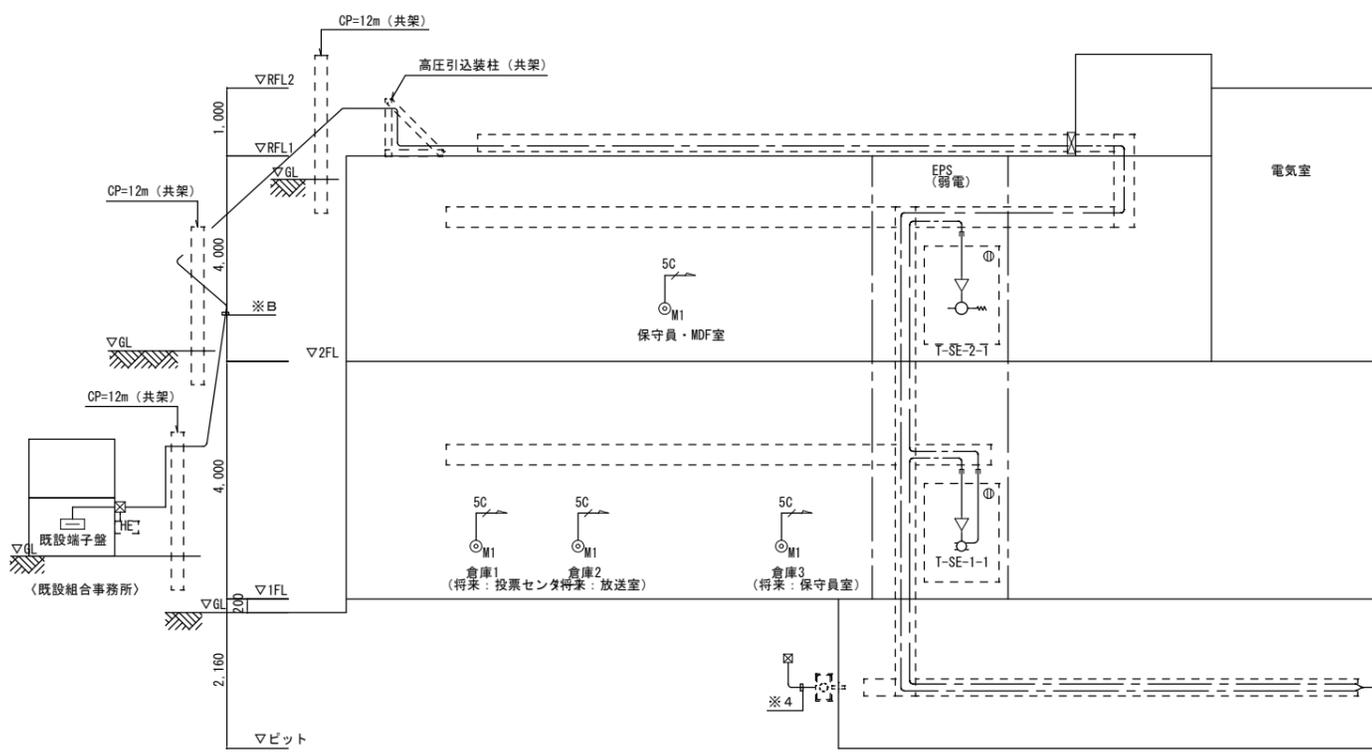 CP=12m（共架）
高圧引込装柱（共架）
▽RFL2
1,000
▽RFL1
▽GL
EPS
（弱電）
電気室
CP=12m（共架）
4,000
5C
M1
保守員・MDF室
※B
▽GL
▽2FL
T-SE-2-1
CP=12m（共架）
4,000
5C
M1
倉庫1
（将来：投票センター）
5C
M1
倉庫2
（将来：放送室）
5C
M1
倉庫3
（将来：保守員室）
T-SE-1-1
HE
既設端子盤
▽GL
〈既設組合事務所〉
▽1FL
200
▽GL
2,160
※4
▽ピット